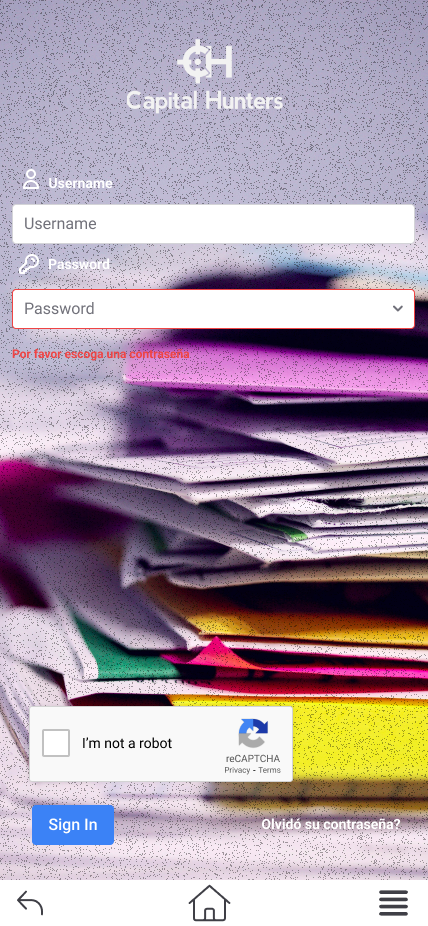 CH
Capital Hunters
Username
Username
Password
Password
Por favor escoga una contraseña
I'm not a robot
reCAPTCHA
Privacy - Terms
Sign In
Olvidó su contraseña?